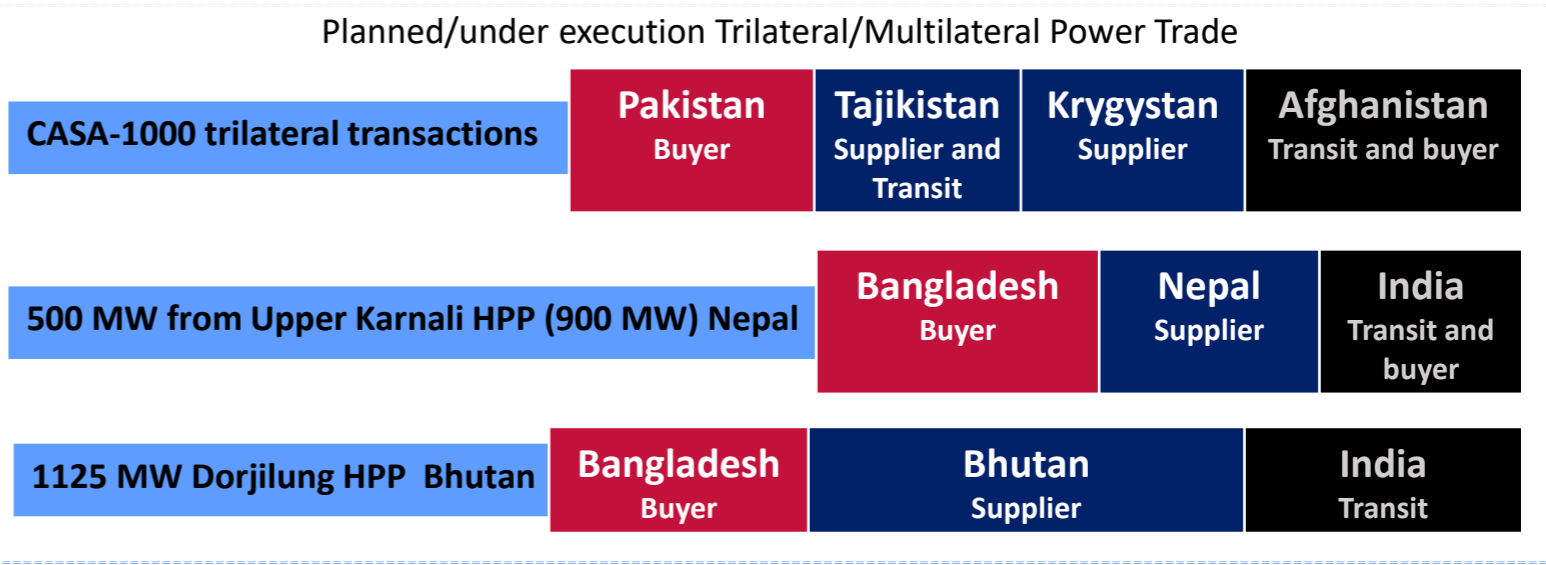 Planned/under execution Trilateral/Multilateral Power Trade
CASA-1000 trilateral transactions
Pakistan
Buyer
Tajikistan
Supplier and
Transit
Krygystan
Supplier
Afghanistan
Transit and buyer
500 MW from Upper Karnali HPP (900 MW) Nepal
Bangladesh
Buyer
Nepal
Supplier
India
Transit and
buyer
1125 MW Dorjilung HPP  Bhutan
Bangladesh
Buyer
Bhutan
Supplier
India
Transit